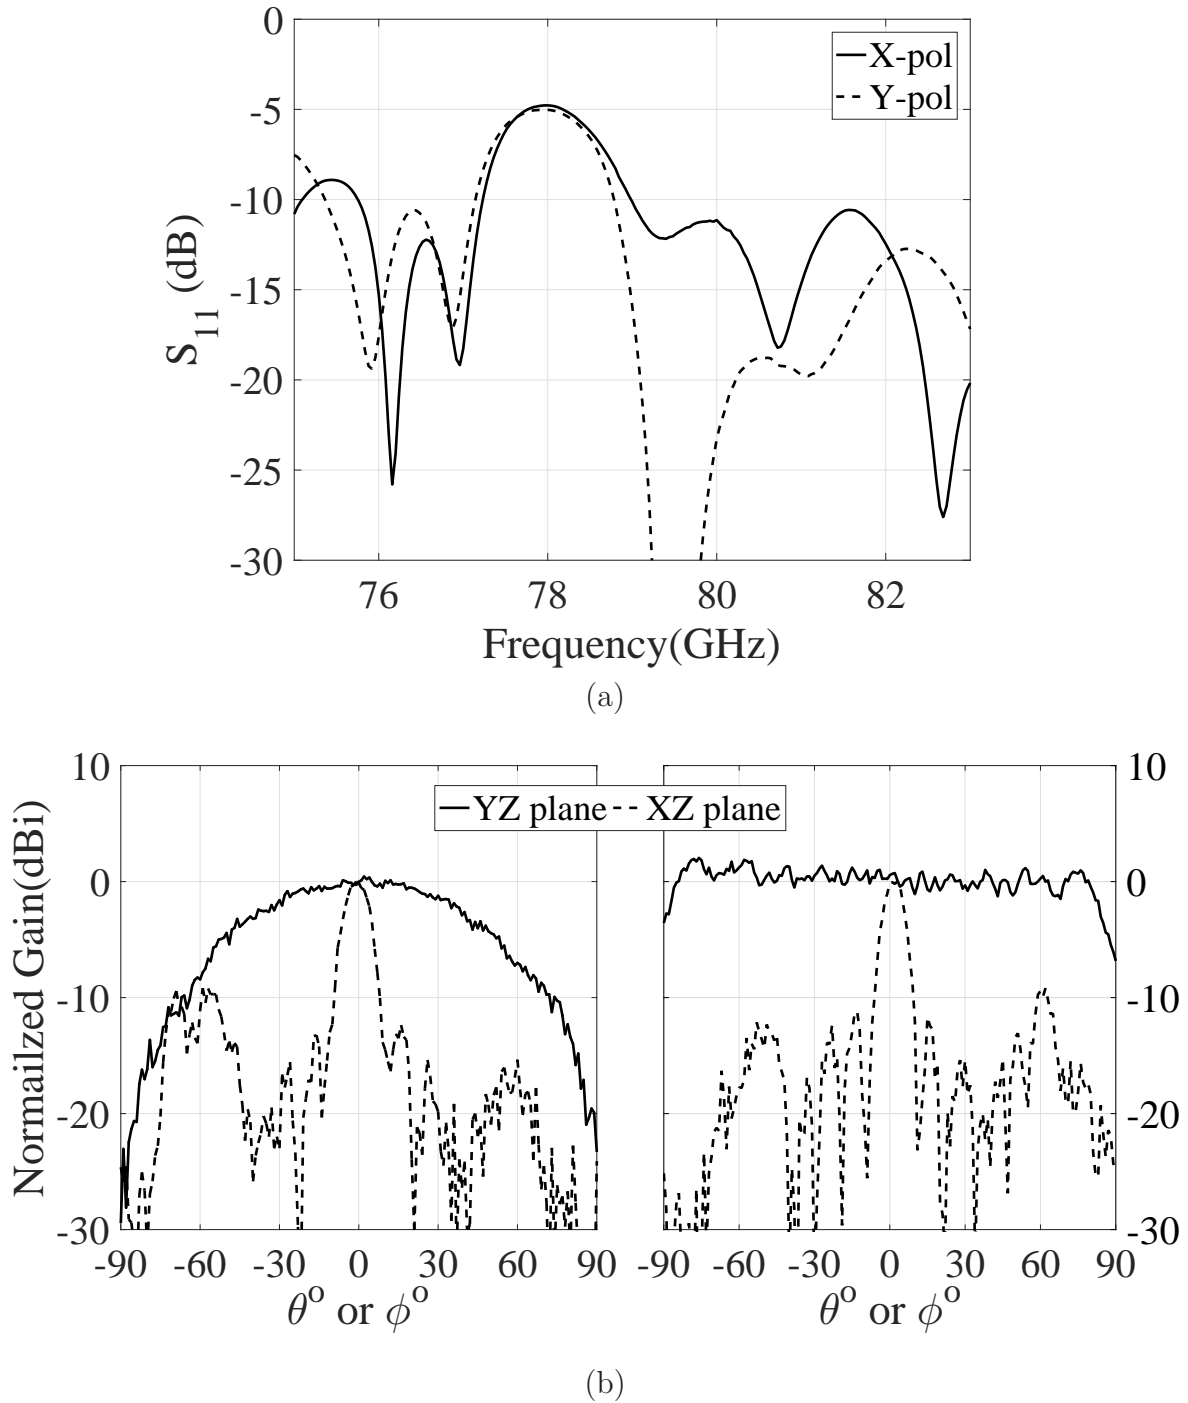 0
-5
-10
-15
-20
-25
-30
S11 (dB)
X-pol
Y-pol
76 78 80 82
Frequency(GHz)
(a)
10
0
-10
-20
-30
Normailzed Gain(dBi)
YZ plane XZ plane
10
0
-10
-20
-30
-90 -60 -30 0 30 60 90
-90 -60 -30 0 30 60 90
θo or ϕo
θo or ϕo
(b)